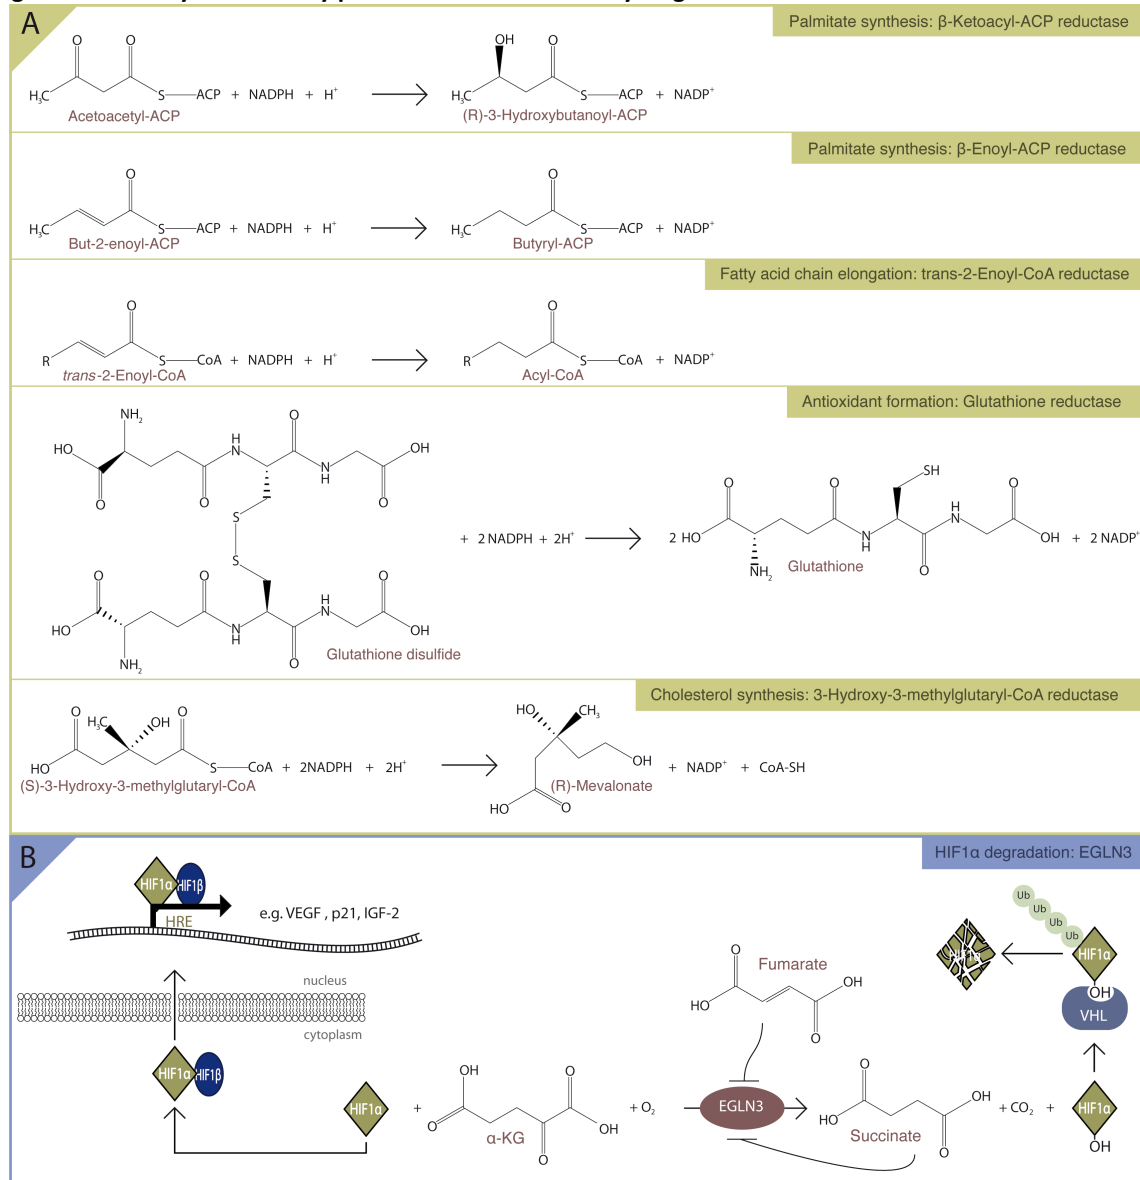 A
Palmitate synthesis: β-Ketoacyl-ACP reductase
O O OH O
H₃C S ACP + NADPH + H⁺ H₃C S ACP + NADP⁺
Acetoacetyl-ACP (R)-3-Hydroxybutanoyl-ACP
Palmitate synthesis: β-Enoyl-ACP reductase
O O
H₃C S ACP + NADPH + H⁺ H₃C S ACP + NADP⁺
But-2-enoyl-ACP Butyryl-ACP
Fatty acid chain elongation: trans-2-Enoyl-CoA reductase
O O
R S CoA + NADPH + H⁺ R S CoA + NADP⁺
trans-2-Enoyl-CoA Acyl-CoA
Antioxidant formation: Glutathione reductase
NH₂ O
HO H N OH
N H
O O O
S SH
O O H N O
+ 2 NADPH + 2H⁺ 2 HO N H OH + 2 NADP⁺
S
NH₂ Glutathione O
O O H N O
HO N H OH
NH₂ O
Glutathione disulfide
Cholesterol synthesis: 3-Hydroxy-3-methylglutaryl-CoA reductase
O H₃C OH O HO CH₃
HO S CoA + 2NADPH + 2H⁺ OH + NADP⁺ + CoA-SH
(S)-3-Hydroxy-3-methylglutaryl-CoA (R)-Mevalonate
HO O
B
HIF1α degradation: EGLN3
HIF1α HIF1β
HRE
e.g. VEGF , p21, IGF-2
Ub
Ub
Ub
Ub
HIF1α
OH
VHL
nucleus
cytoplasm
O Fumarate
HO OH
O
HIF1α HIF1β
OH O O
HIF1α + O OH + O₂ EGLN3 HO OH + CO₂ + HIF1α
α-KG Succinate OH
O O